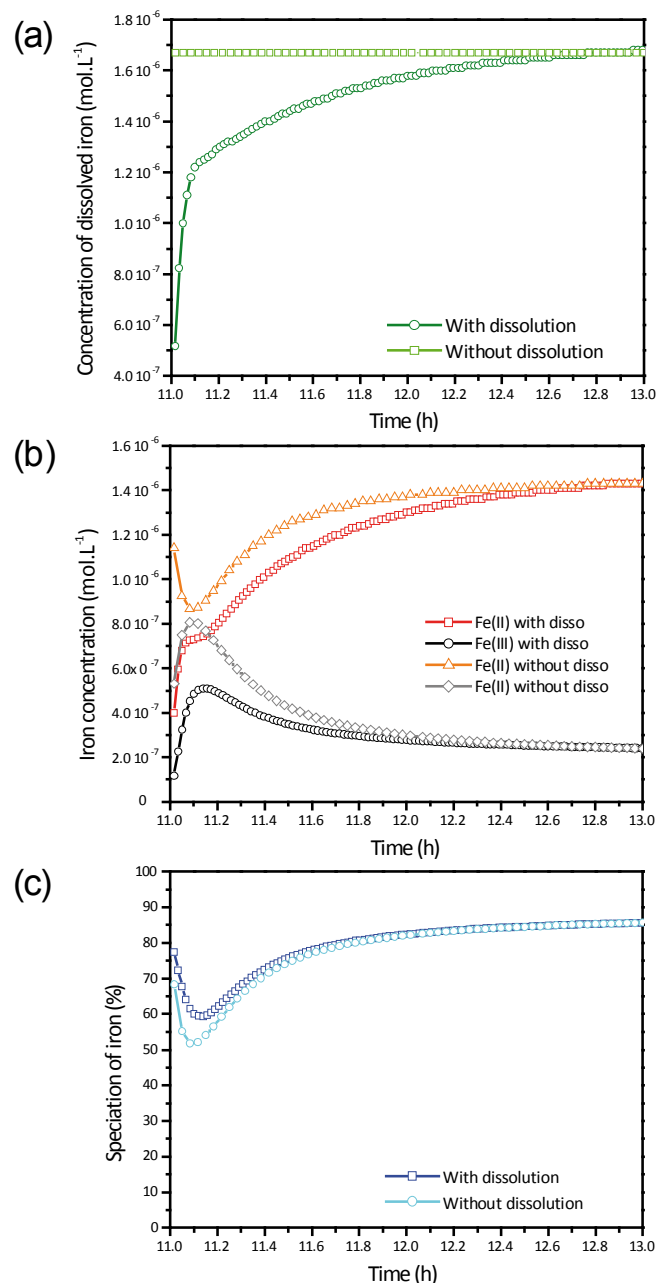 (a)
Concentration of dissolved iron (mol.L⁻¹)
1.8 10⁻⁶
1.6 10⁻⁶
1.4 10⁻⁶
1.2 10⁻⁶
1.0 10⁻⁶
8.0 10⁻⁷
6.0 10⁻⁷
4.0 10⁻⁷
With dissolution
Without dissolution
11.0 11.2 11.4 11.6 11.8 12.0 12.2 12.4 12.6 12.8 13.0
Time (h)
(b)
Iron concentration (mol.L⁻¹)
1.6 10⁻⁶
1.4 10⁻⁶
1.2 10⁻⁶
1.0 10⁻⁶
8.0 10⁻⁷
6.0x 10⁻⁷
4.0 10⁻⁷
2.0 10⁻⁷
0
Fe(II) with disso
Fe(III) with disso
Fe(II) without disso
Fe(II) without disso
11.0 11.2 11.4 11.6 11.8 12.0 12.2 12.4 12.6 12.8 13.0
Time (h)
(c)
Speciation of iron (%)
100
90
80
70
60
50
40
30
20
10
0
With dissolution
Without dissolution
11.0 11.2 11.4 11.6 11.8 12.0 12.2 12.4 12.6 12.8 13.0
Time (h)